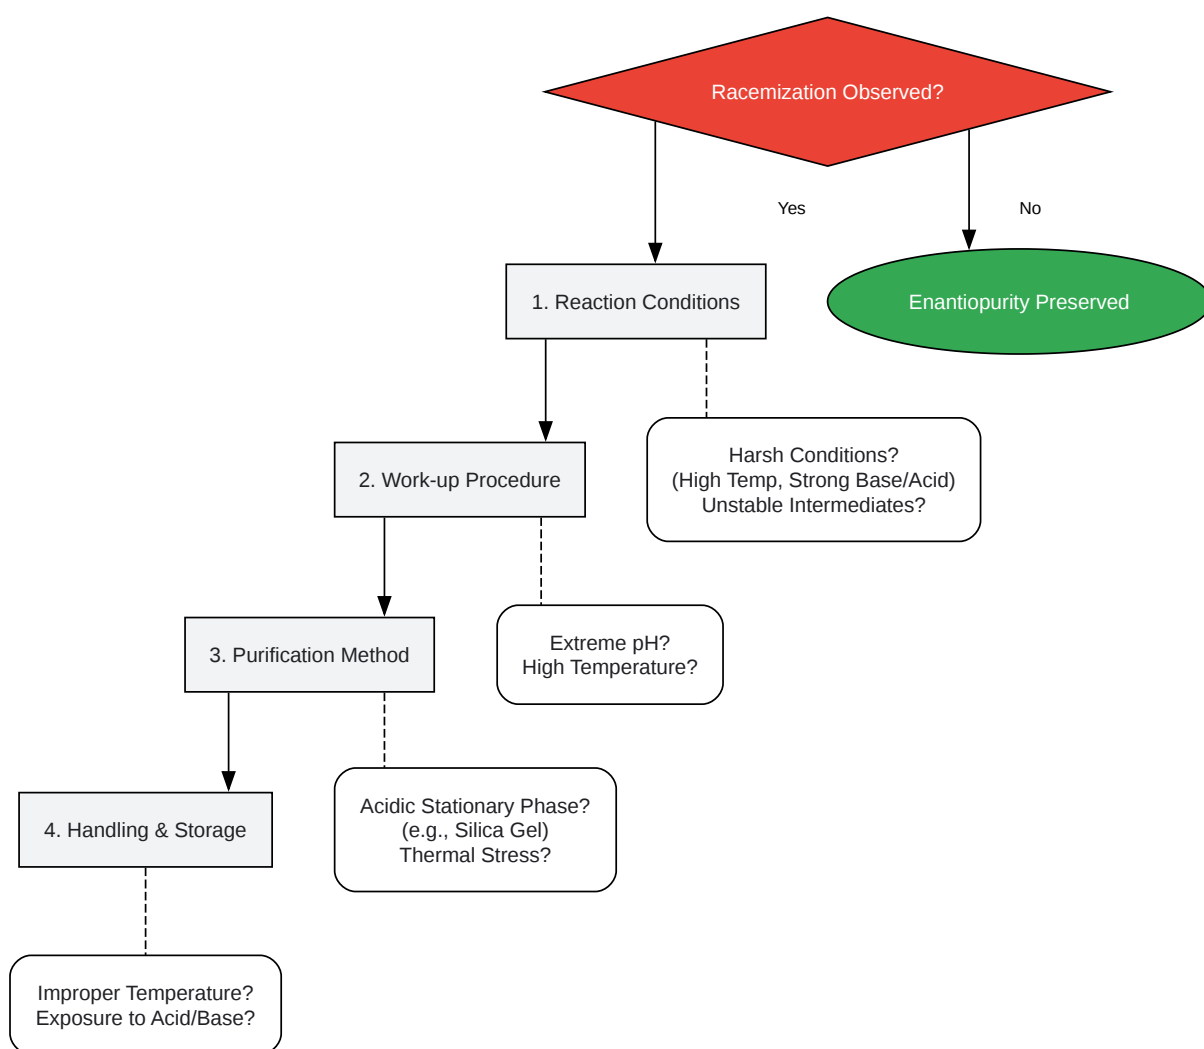 Racemization Observed?
Yes
No
1. Reaction Conditions
Enantiopurity Preserved
Harsh Conditions?
(High Temp, Strong Base/Acid)
Unstable Intermediates?
2. Work-up Procedure
Extreme pH?
High Temperature?
3. Purification Method
Acidic Stationary Phase?
(e.g., Silica Gel)
Thermal Stress?
4. Handling & Storage
Improper Temperature?
Exposure to Acid/Base?